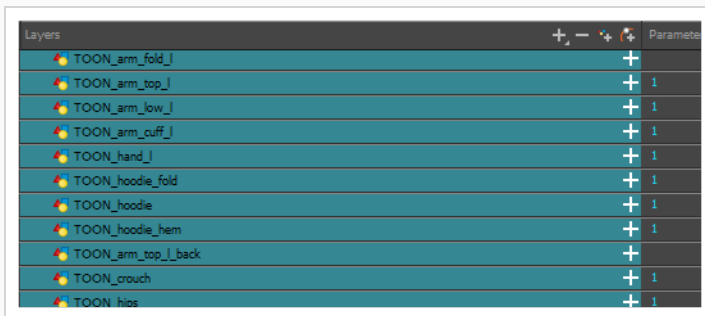 Layers Paramete
TOON_arm_fold_l
TOON_arm_top_l 1
TOON_arm_low_l 1
TOON_arm_cuff_l 1
TOON_hand_l 1
TOON_hoodie_fold 1
TOON_hoodie 1
TOON_hoodie_hem 1
TOON_arm_top_l_back
TOON_crouch 1
TOON_hips 1